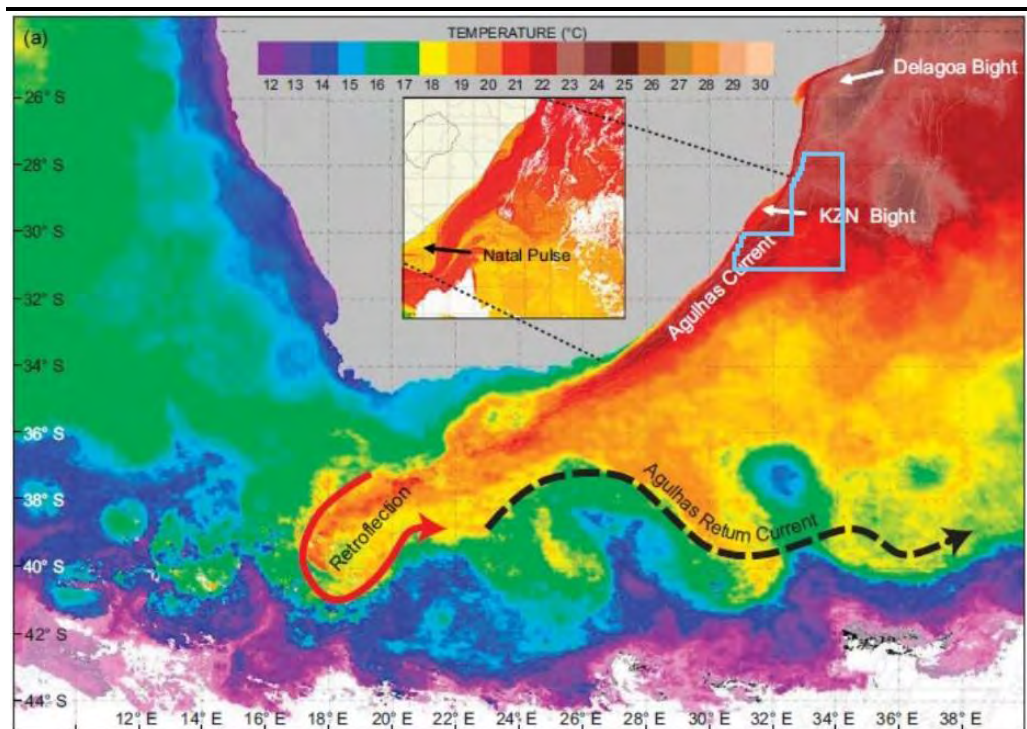 (a)
TEMPERATURE (°C)
12 13 14 15 16 17 18 19 20 21 22 23 24 25 26 27 28 29 30
Delagoa Bight
26° S
28° S
KZN Bight
30° S
Natal Pulse
Agulhas Current
32° S
34° S
36° S
38° S
Retroflection
Agulhas Return Current
40° S
42° S
44° S
12° E 14° E 16° E 18° E 20° E 22° E 24° E 26° E 28° E 30° E 32° E 34° E 36° E 38° E